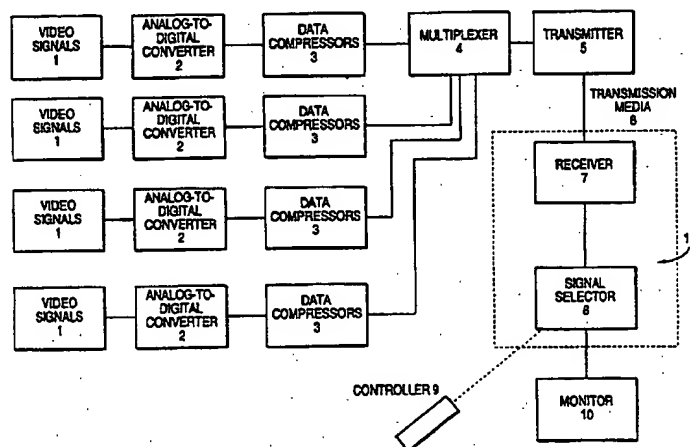 VIDEO
SIGNALS
1
ANALOG-TO-
DIGITAL
CONVERTER
2
DATA
COMPRESSORS
3
MULTIPLEXER
4
TRANSMITTER
5
VIDEO
SIGNALS
1
ANALOG-TO-
DIGITAL
CONVERTER
2
DATA
COMPRESSORS
3
TRANSMISSION
MEDIA
6
RECEIVER
7
VIDEO
SIGNALS
1
ANALOG-TO-
DIGITAL
CONVERTER
2
DATA
COMPRESSORS
3
1
VIDEO
SIGNALS
1
ANALOG-TO-
DIGITAL
CONVERTER
2
DATA
COMPRESSORS
3
SIGNAL
SELECTOR
8
CONTROLLER 9
MONITOR
10